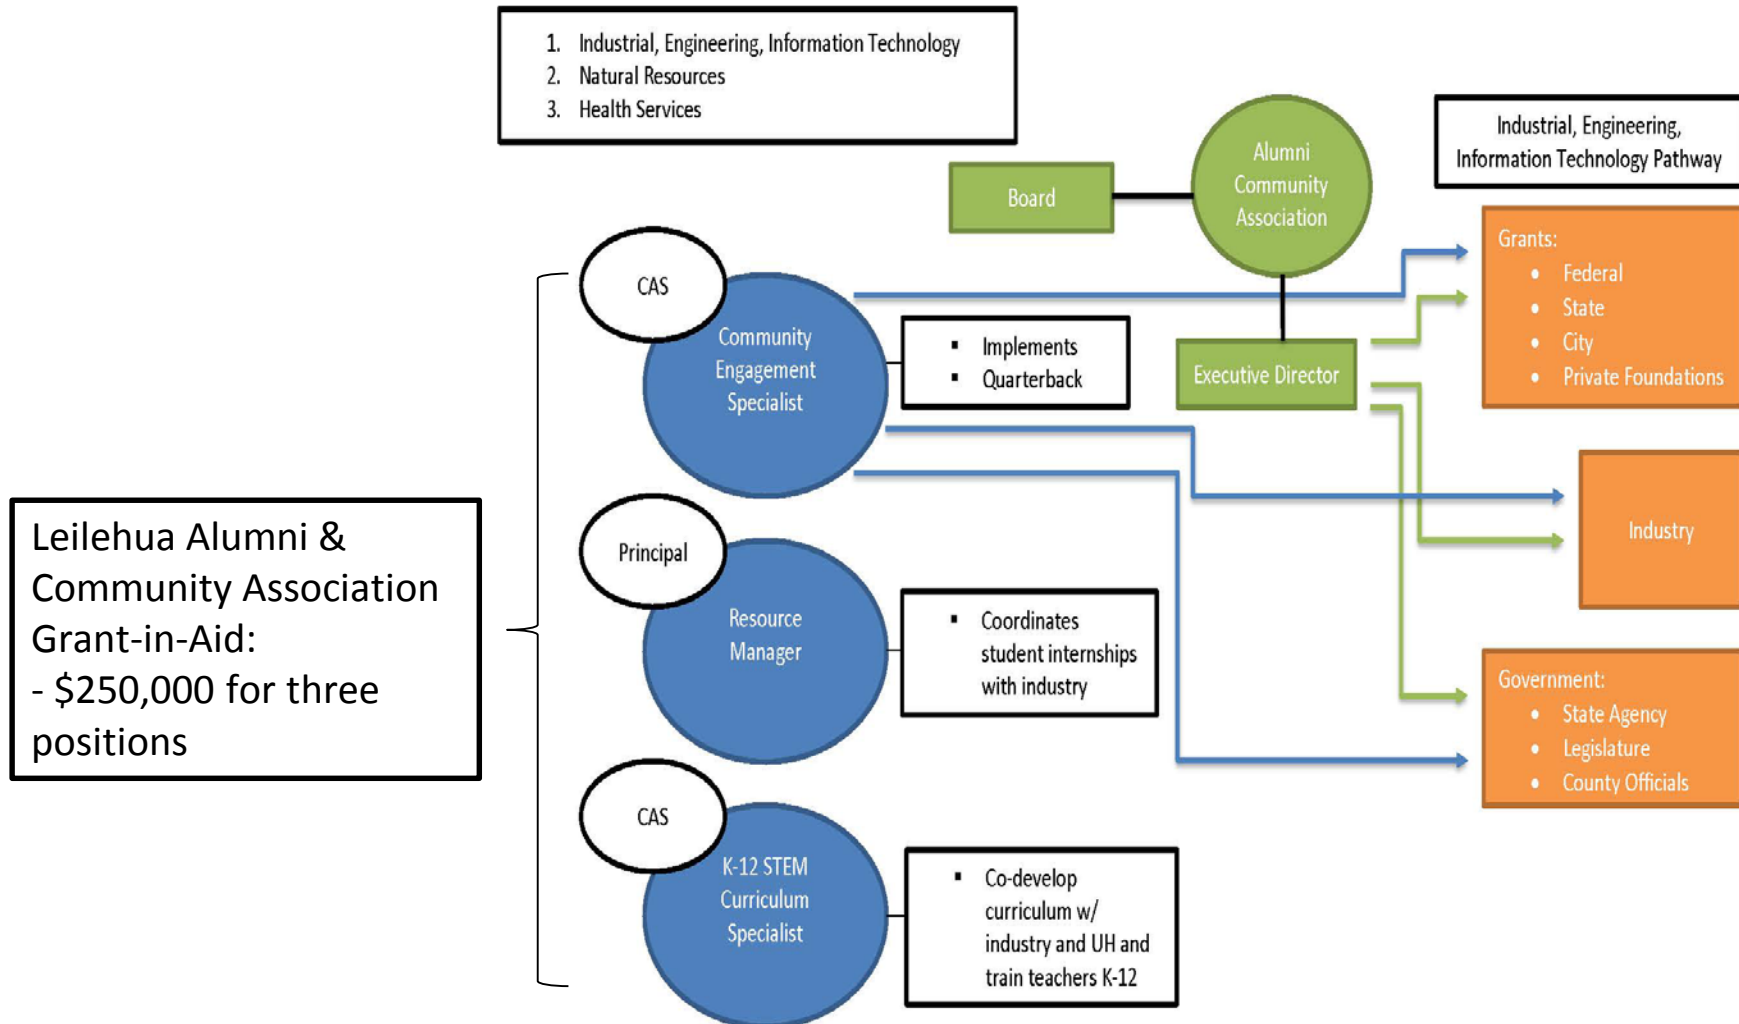 1. Industrial, Engineering, Information Technology
2. Natural Resources
3. Health Services
Industrial, Engineering,
Information Technology Pathway
Alumni
Community
Association
Board
Executive Director
Grants:
• Federal
• State
• City
• Private Foundations
Industry
Government:
• State Agency
• Legislature
• County Officials
CAS
Community
Engagement
Specialist
▪ Implements
▪ Quarterback
Principal
Resource
Manager
▪ Coordinates
student internships
with industry
CAS
K-12 STEM
Curriculum
Specialist
▪ Co-develop
curriculum w/
industry and UH and
train teachers K-12
Leilehua Alumni &
Community Association
Grant-in-Aid:
- $250,000 for three
positions